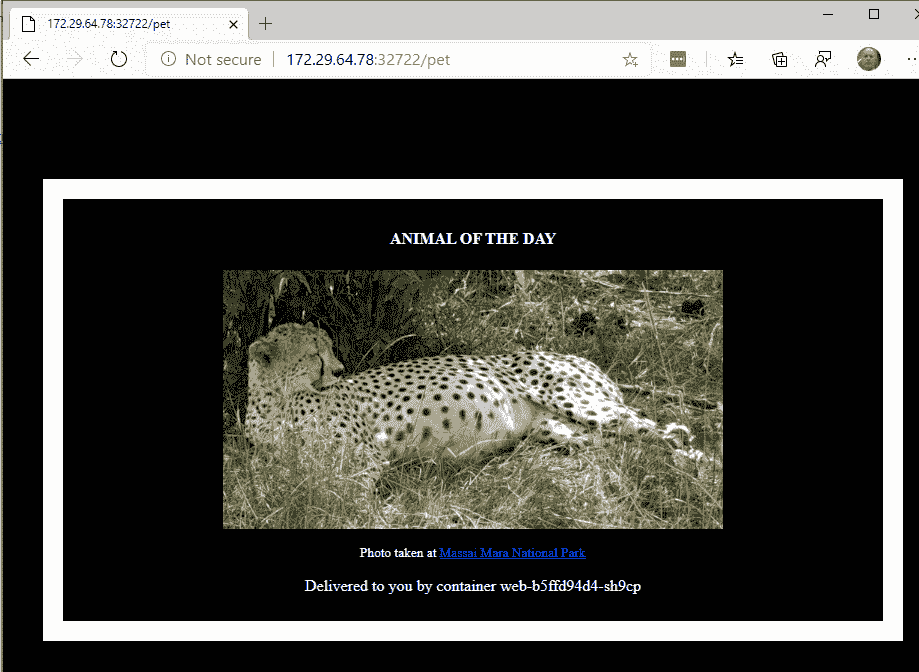 172.29.64.78:32722/pet
Not secure
172.29.64.78:32722/pet
ANIMAL OF THE DAY
Photo taken at Massai Mara National Park
Delivered to you by container web-b5ffd94d4-sh9cp